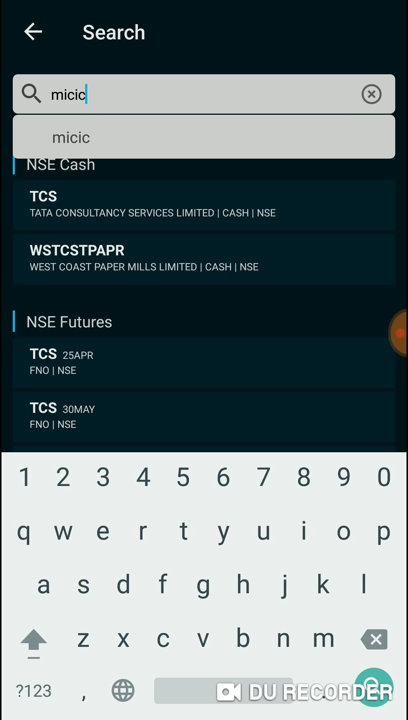 Search
micic
micic
NSE Cash
TCS
TATA CONSULTANCY SERVICES LIMITED | CASH | NSE
WSTCSTPAPR
WEST COAST PAPER MILLS LIMITED | CASH | NSE
NSE Futures
TCS 25APR
FNO | NSE
TCS 30MAY
FNO | NSE
1 2 3 4 5 6 7 8 9 0
q w e r t y u i o p
a s d f g h j k l
z x c v b n m
?123 , .
DU RECORDER